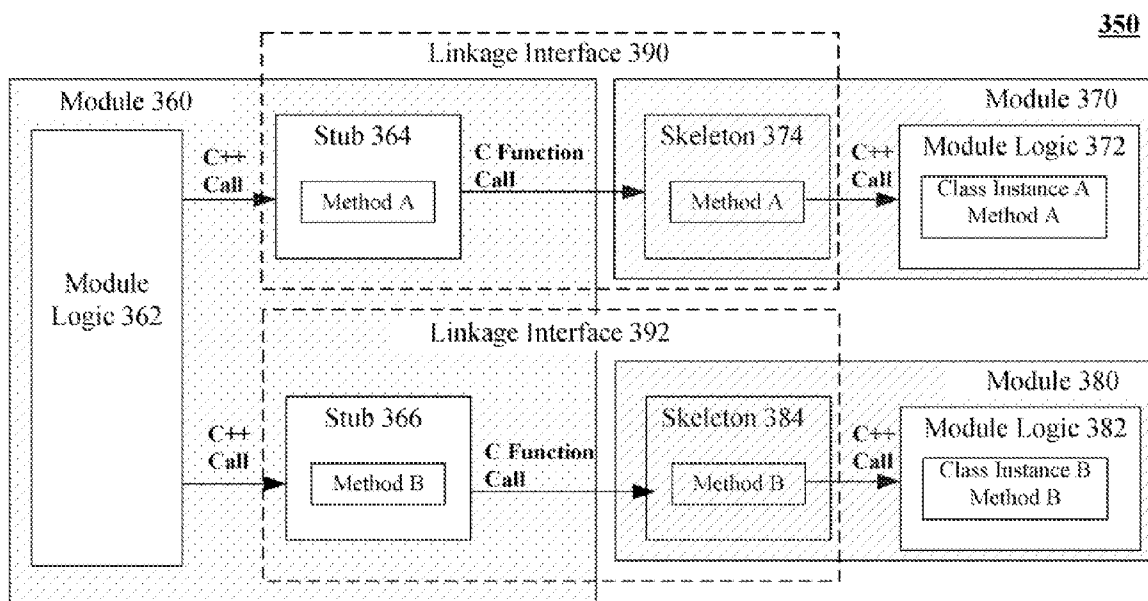 350
Linkage Interface 390
Module 360
Module 370
Stub 364
Skeleton 374
Module Logic 372
C++
Call
C Function
Call
C++
Call
Method A
Method A
Class Instance A
Method A
Module
Logic 362
Linkage Interface 392
Module 380
Stub 366
Skeleton 384
Module Logic 382
C++
Call
C Function
Call
C++
Call
Method B
Method B
Class Instance B
Method B